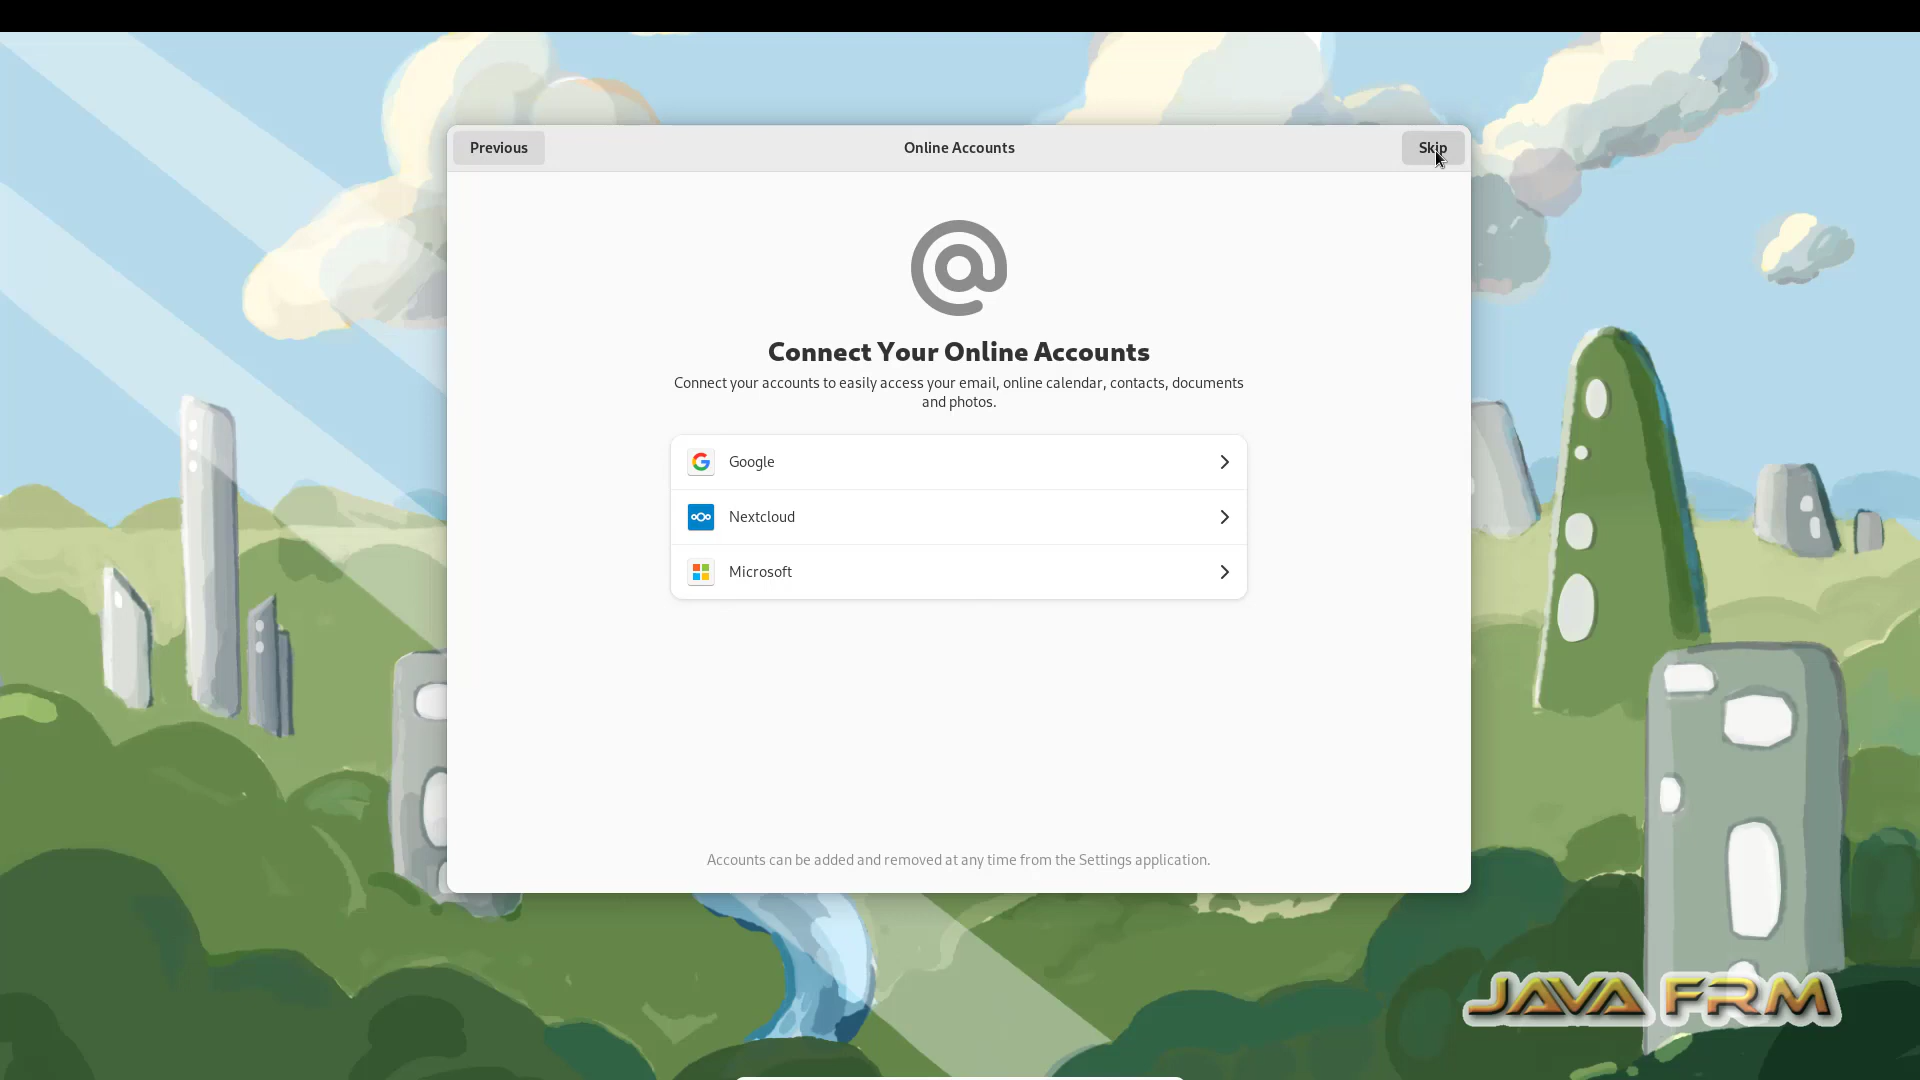 Previous
Online Accounts
Skip
Connect Your Online Accounts
Connect your accounts to easily access your email, online calendar, contacts, documents
and photos.
Google
Nextcloud
Microsoft
Accounts can be added and removed at any time from the Settings application.
JAVA FRM